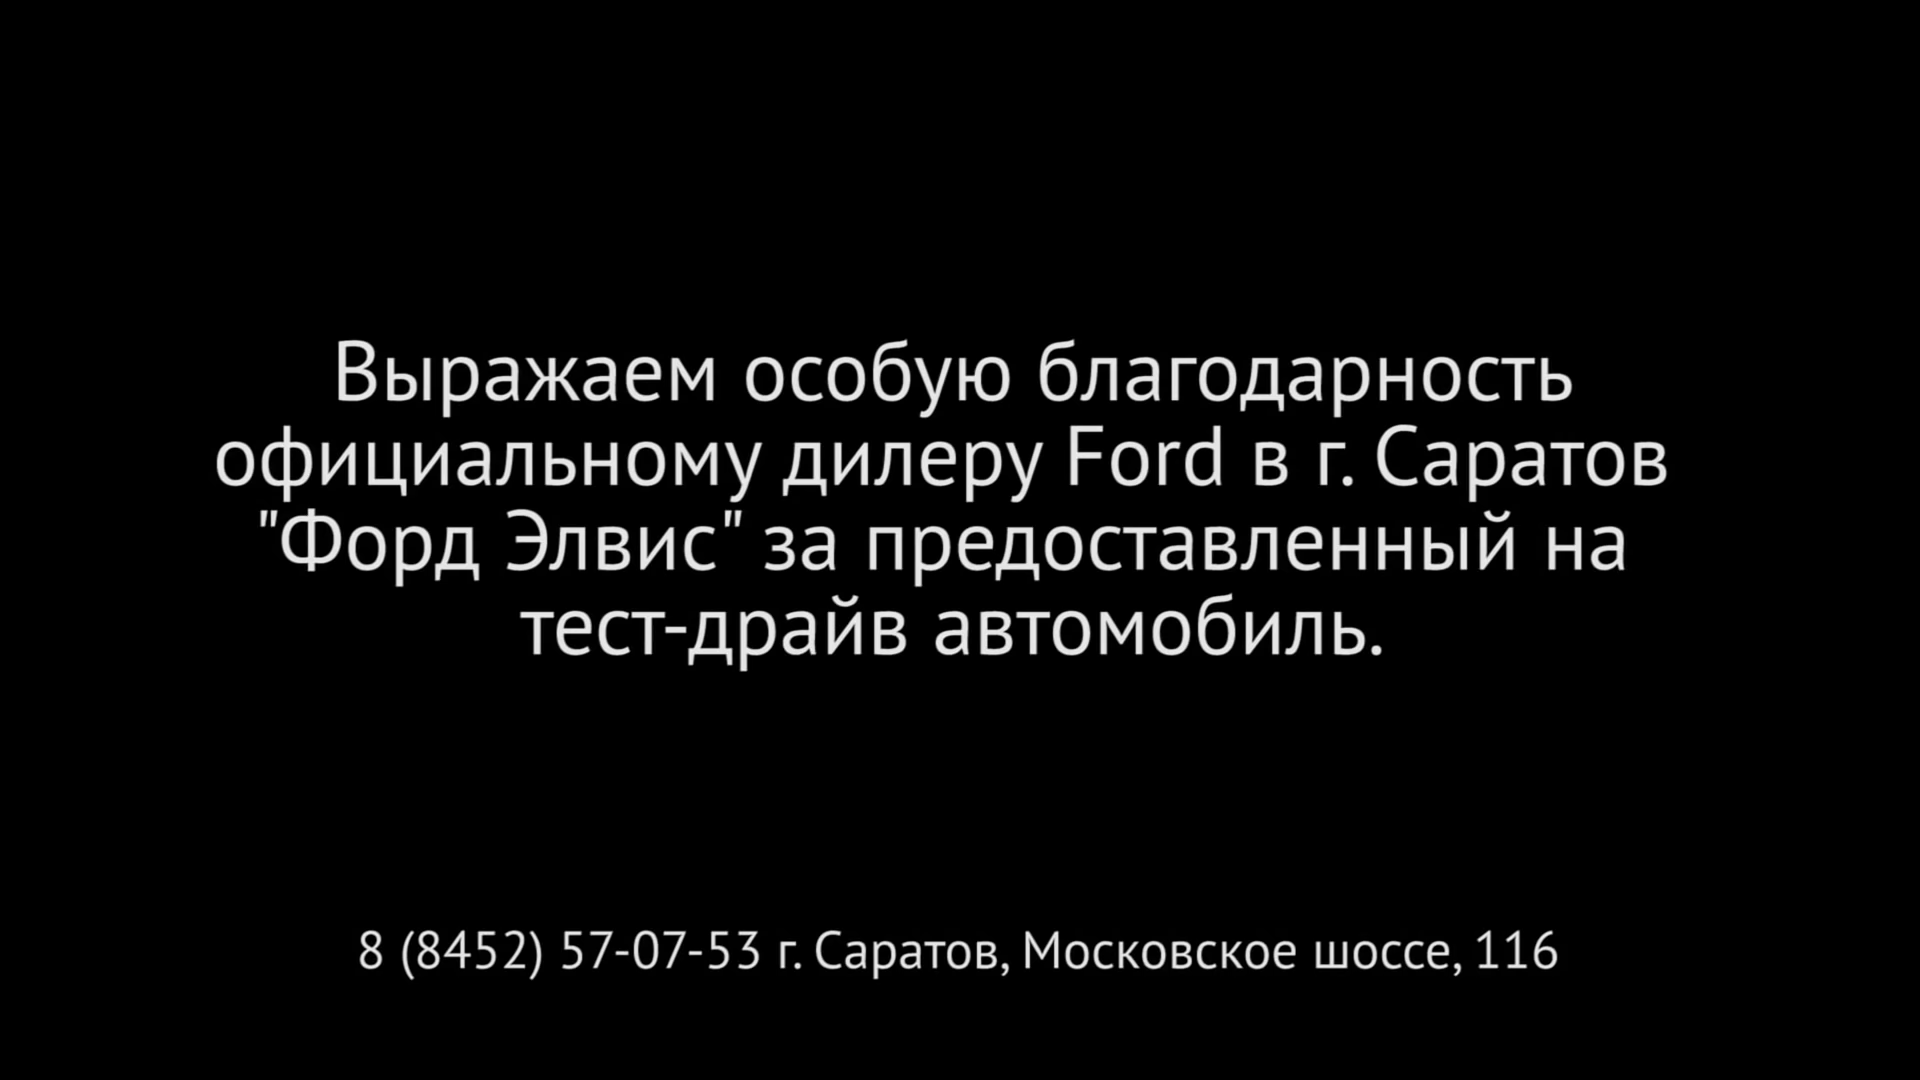 Выражаем особую благодарность
официальному дилеру Ford в г. Саратов
"Форд Элвис" за предоставленный на
тест-драйв автомобиль.
8 (8452) 57-07-53 г. Саратов, Московское шоссе, 116